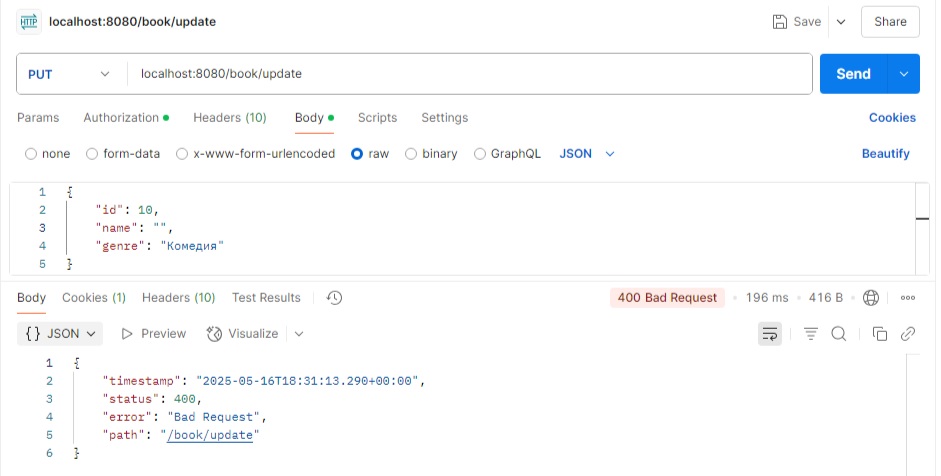 HTTP localhost:8080/book/update Save Share
PUT localhost:8080/book/update Send
Params Authorization Headers (10) Body Scripts Settings Cookies
none form-data x-www-form-urlencoded raw binary GraphQL JSON Beautify
1 {
2 "id": 10,
3 "name": "",
4 "genre": "Комедия"
5 }
Body Cookies (1) Headers (10) Test Results 400 Bad Request 196 ms 416 B
{} JSON Preview Visualize
1 {
2 "timestamp": "2025-05-16T18:31:13.290+00:00",
3 "status": 400,
4 "error": "Bad Request",
5 "path": "/book/update"
6 }